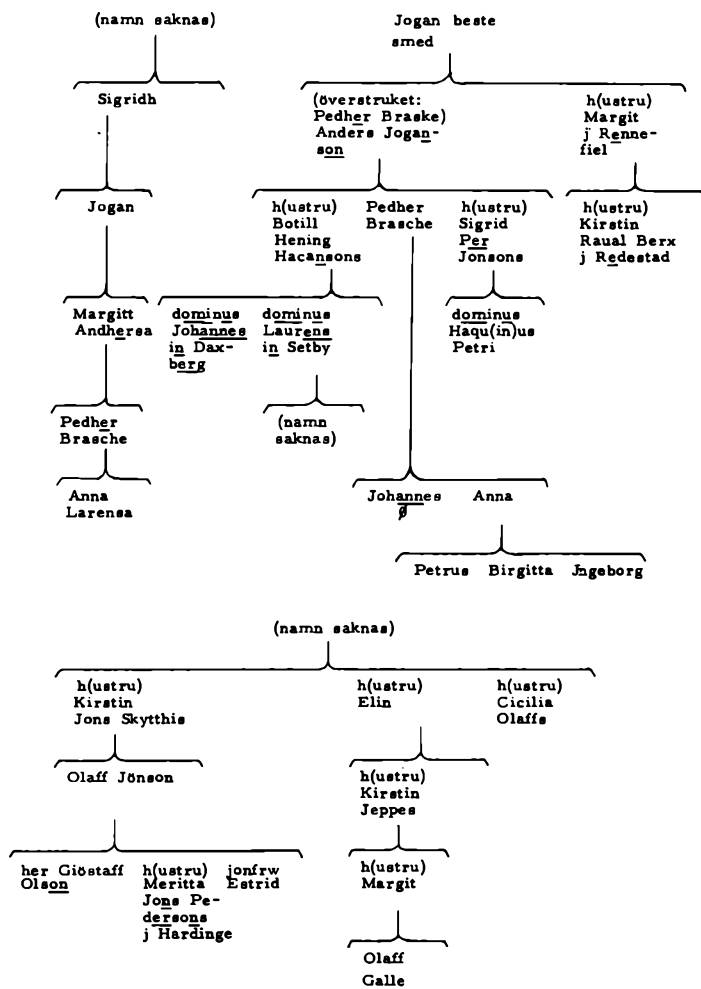 (namn saknas)
Jogan beste
smed
Sigridh
(överstruket:
Pedher Braske)
Anders Jogan-
son
h(ustru)
Margit
j Renne-
fiel
Jogan
h(ustru)
Botill
Hening
Hacansons
Pedher
Brasche
h(ustru)
Sigrid
Per
Jonsons
h(ustru)
Kirstin
Raual Berx
j Redestad
Margitt
Andhersa
dominus
Johannes
in Dax-
berg
dominus
Laurens
in Setby
dominus
Haqu(in)us
Petri
Pedher
Brasche
(namn
saknas)
Anna
Larensa
Johannes
ø
Anna
Petrus Birgitta Jngeborg
(namn saknas)
h(ustru)
Kirstin
Jons Skytthis
h(ustru)
Elin
h(ustru)
Cicilia
Olaffs
Olaff Jönson
h(ustru)
Kirstin
Jeppes
her Giöstaff
Olson
h(ustru)
Meritta
Jons Pe-
dersons
j Hardinge
jonfrw
Estrid
h(ustru)
Margit
Olaff
Galle